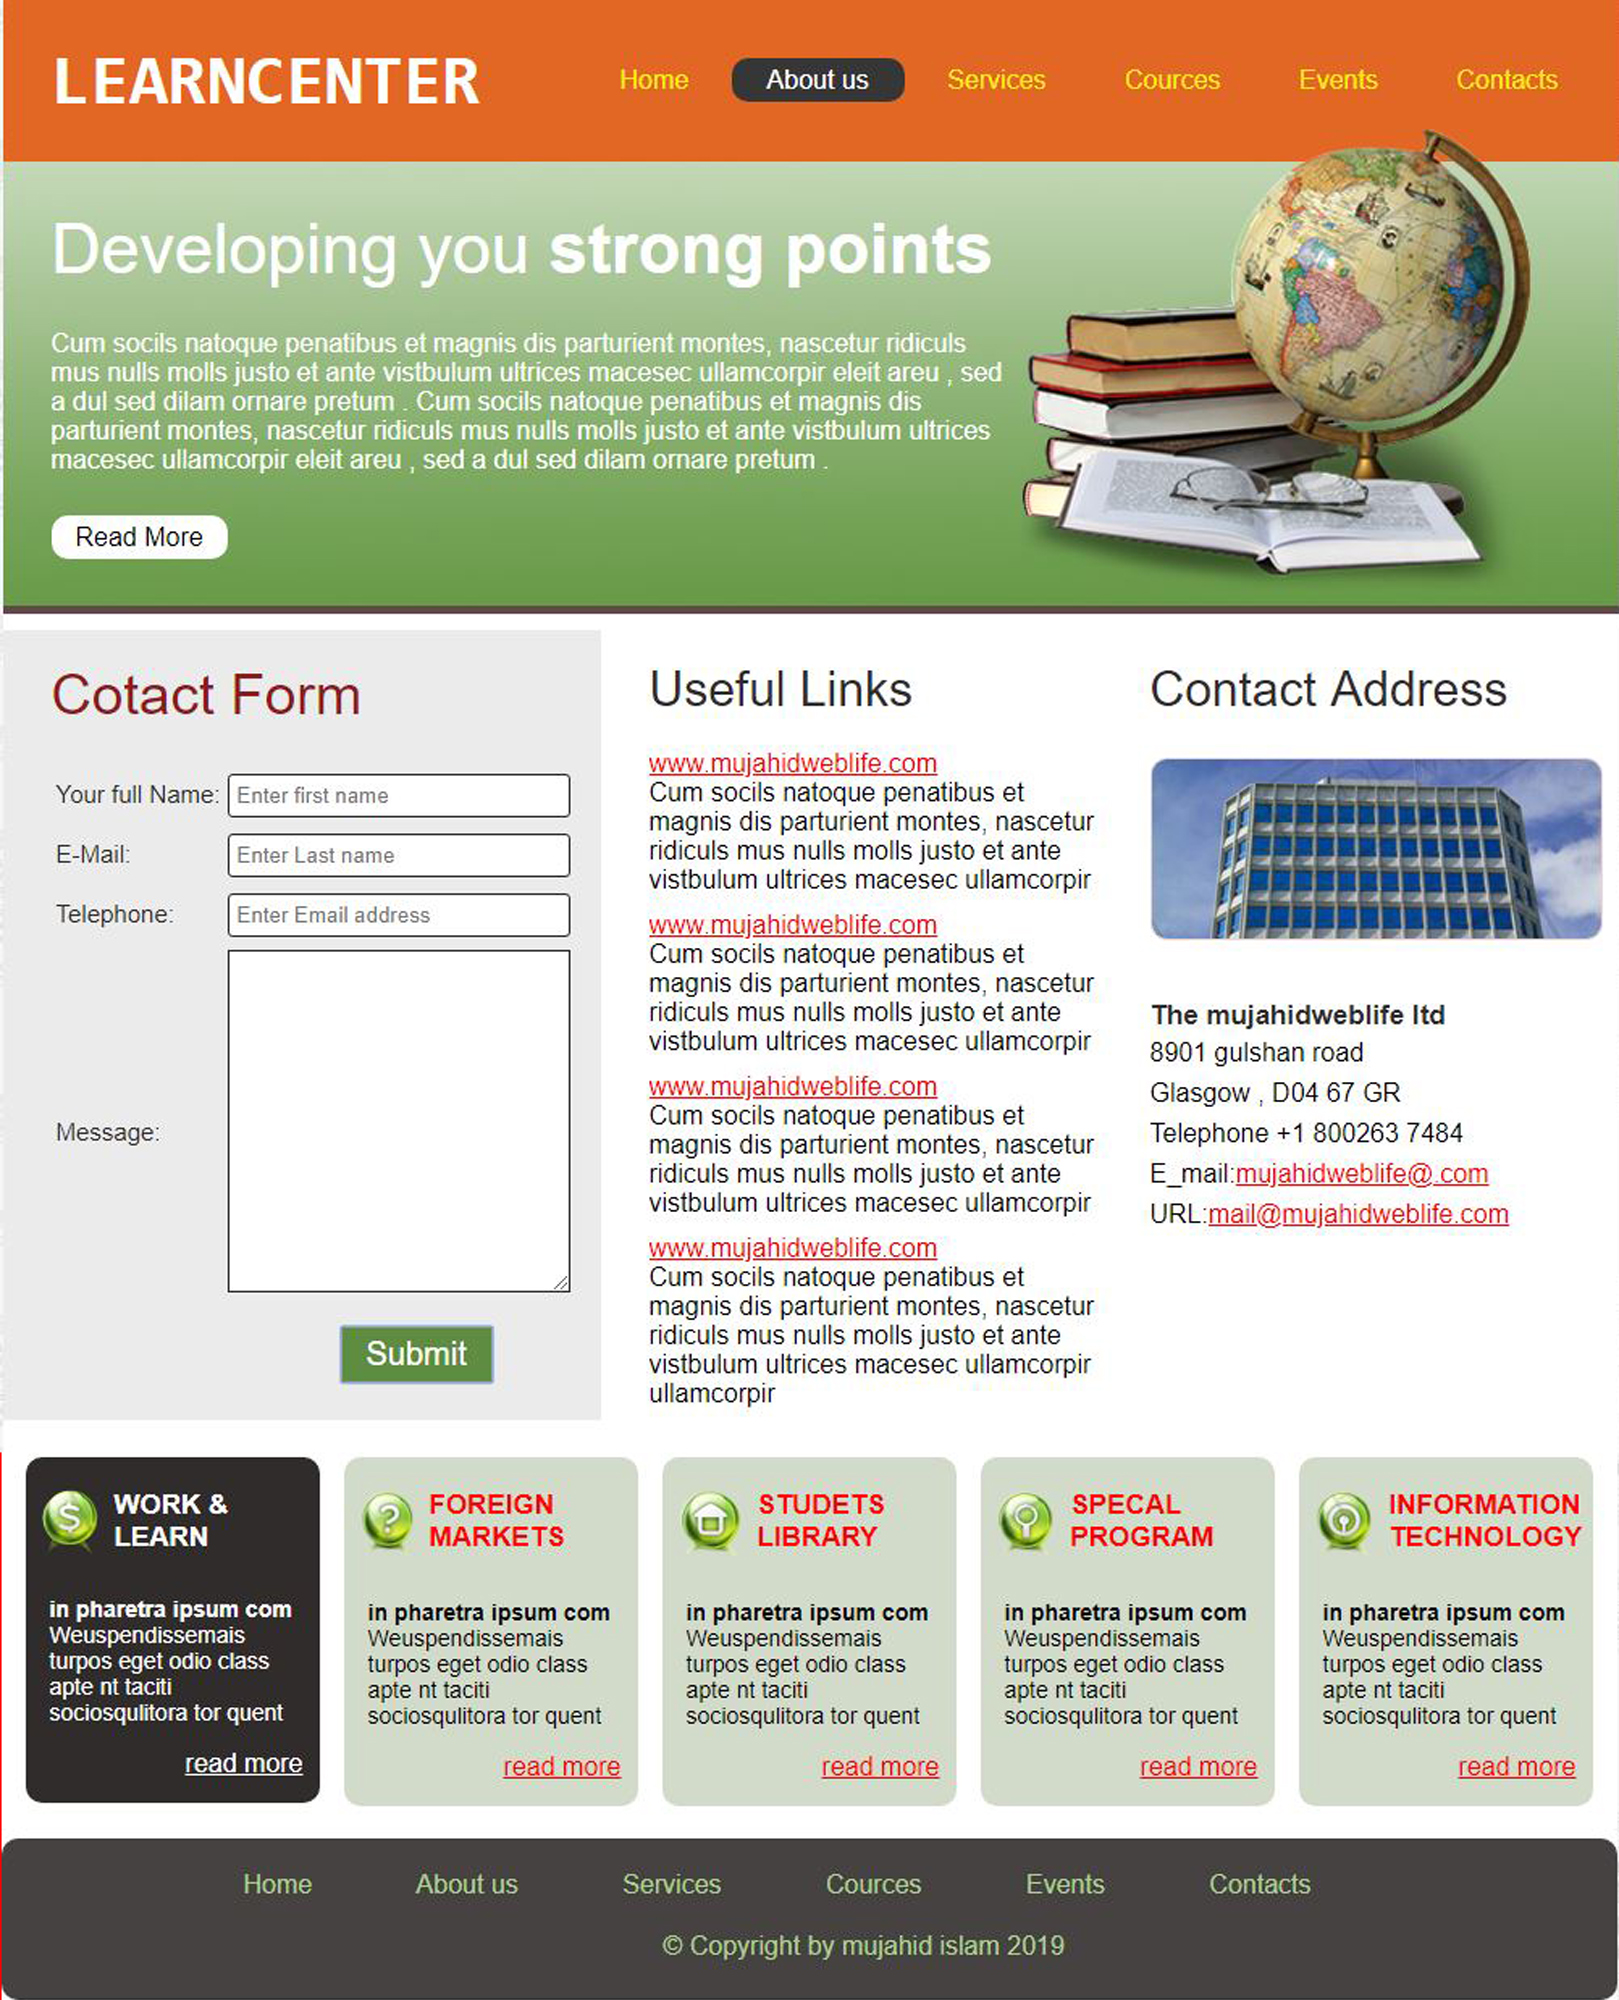 LEARNCENTER
Home About us Services Cources Events Contacts
Developing you strong points
Cum socils natoque penatibus et magnis dis parturient montes, nascetur ridiculs
mus nulls molls justo et ante vistbulum ultrices macesec ullamcorpir eleit areu , sed
a dul sed dilam ornare pretum . Cum socils natoque penatibus et magnis dis
parturient montes, nascetur ridiculs mus nulls molls justo et ante vistbulum ultrices
macesec ullamcorpir eleit areu , sed a dul sed dilam ornare pretum .
Read More
Cotact Form
Your full Name: Enter first name
E-Mail: Enter Last name
Telephone: Enter Email address
Message:
Submit
Useful Links
www.mujahidweblife.com
Cum socils natoque penatibus et
magnis dis parturient montes, nascetur
ridiculs mus nulls molls justo et ante
vistbulum ultrices macesec ullamcorpir
www.mujahidweblife.com
Cum socils natoque penatibus et
magnis dis parturient montes, nascetur
ridiculs mus nulls molls justo et ante
vistbulum ultrices macesec ullamcorpir
www.mujahidweblife.com
Cum socils natoque penatibus et
magnis dis parturient montes, nascetur
ridiculs mus nulls molls justo et ante
vistbulum ultrices macesec ullamcorpir
www.mujahidweblife.com
Cum socils natoque penatibus et
magnis dis parturient montes, nascetur
ridiculs mus nulls molls justo et ante
vistbulum ultrices macesec ullamcorpir
ullamcorpir
Contact Address
The mujahidweblife ltd
8901 gulshan road
Glasgow , D04 67 GR
Telephone +1 800263 7484
E_mail:mujahidweblife@.com
URL:mail@mujahidweblife.com
WORK &
LEARN
in pharetra ipsum com
Weuspendissemais
turpos eget odio class
apte nt taciti
sociosqulitora tor quent
read more
FOREIGN
MARKETS
in pharetra ipsum com
Weuspendissemais
turpos eget odio class
apte nt taciti
sociosqulitora tor quent
read more
STUDETS
LIBRARY
in pharetra ipsum com
Weuspendissemais
turpos eget odio class
apte nt taciti
sociosqulitora tor quent
read more
SPECAL
PROGRAM
in pharetra ipsum com
Weuspendissemais
turpos eget odio class
apte nt taciti
sociosqulitora tor quent
read more
INFORMATION
TECHNOLOGY
in pharetra ipsum com
Weuspendissemais
turpos eget odio class
apte nt taciti
sociosqulitora tor quent
read more
Home About us Services Cources Events Contacts
© Copyright by mujahid islam 2019